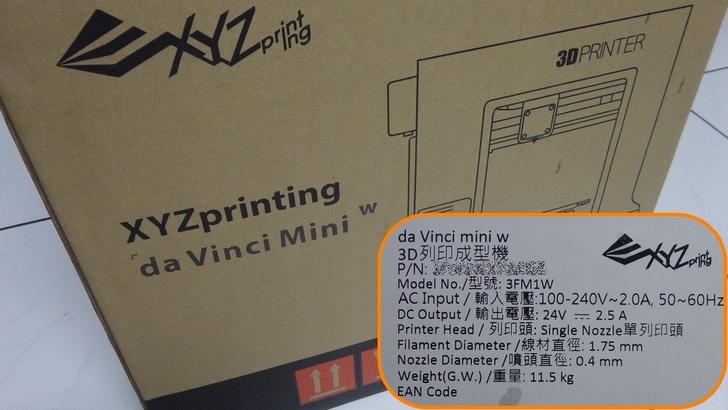 XYZprinting
3DPRINTER
XYZprinting
da Vinci Mini w
da Vinci mini w
XYZprinting
3D列印成型機
P/N:
Model No./型號: 3FM1W
AC Input / 輸入電壓:100-240V~2.0A, 50~60Hz
DC Output / 輸出電壓: 24V ⎓ 2.5 A
Printer Head / 列印頭: Single Nozzle單列印頭
Filament Diameter /線材直徑: 1.75 mm
Nozzle Diameter /噴頭直徑: 0.4 mm
Weight(G.W.) /重量: 11.5 kg
EAN Code